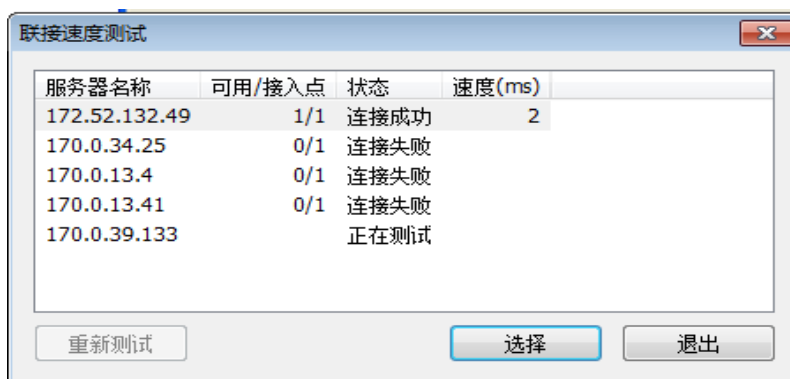 联接速度测试
服务器名称 可用/接入点 状态 速度(ms)
172.52.132.49 1/1 连接成功 2
170.0.34.25 0/1 连接失败
170.0.13.4 0/1 连接失败
170.0.13.41 0/1 连接失败
170.0.39.133 正在测试
重新测试 选择 退出